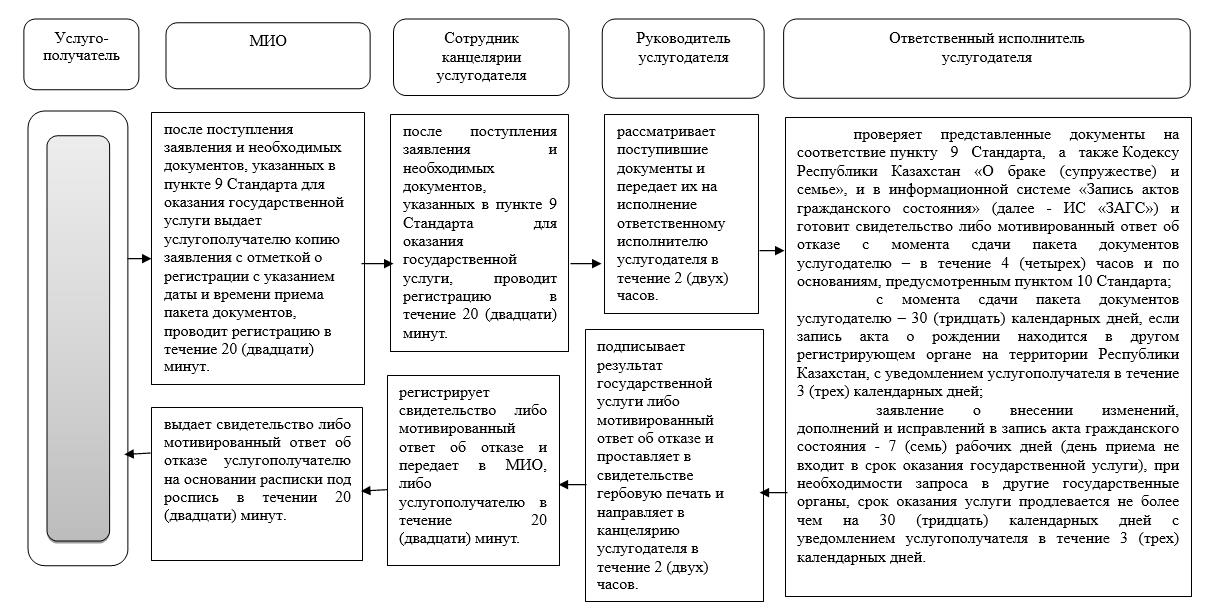 Услуго-
получатель
МИО
Сотрудник
канцелярии
услугодателя
Руководитель
услугодателя
Ответственный исполнитель
услугодателя
после поступления
заявления и необходимых
документов, указанных в
пункте 9 Стандарта для
оказания государственной
услуги выдает
услугополучателю копию
заявления с отметкой о
регистрации с указанием
даты и времени приема
пакета документов,
проводит регистрацию в
течение 20 (двадцати)
минут.
после поступления
заявления и
необходимых
документов,
указанных в пункте 9
Стандарта для
оказания
государственной
услуги, проводит
регистрацию в
течение 20 (двадцати)
минут.
рассматривает
поступившие
документы и
передает их на
исполнение
ответственному
исполнителю
услугодателя в
течение 2 (двух)
часов.
проверяет представленные документы на
соответствие пункту 9 Стандарта, а также Кодексу
Республики Казахстан «О браке (супружестве) и
семье», и в информационной системе «Запись актов
гражданского состояния» (далее - ИС «ЗАГС») и
готовит свидетельство либо мотивированный ответ об
отказе с момента сдачи пакета документов
услугодателю – в течение 4 (четырех) часов и по
основаниям, предусмотренным пунктом 10 Стандарта;
с момента сдачи пакета документов
услугодателю – 30 (тридцать) календарных дней, если
запись акта о рождении находится в другом
регистрирующем органе на территории Республики
Казахстан, с уведомлением услугополучателя в течение
3 (трех) календарных дней;
заявление о внесении изменений,
дополнений и исправлений в запись акта гражданского
состояния - 7 (семь) рабочих дней (день приема не
входит в срок оказания государственной услуги), при
необходимости запроса в другие государственные
органы, срок оказания услуги продлевается не более
чем на 30 (тридцать) календарных дней с
уведомлением услугополучателя в течение 3 (трех)
календарных дней.
подписывает
результат
государственной
услуги либо
мотивированный
ответ об отказе и
проставляет в
свидетельстве
гербовую печать и
направляет в
канцелярию
услугодателя в
течение 2 (двух)
часов.
регистрирует
свидетельство либо
мотивированный
ответ об отказе и
передает в МИО,
либо
услугополучателю в
течение 20
(двадцати) минут.
выдает свидетельство либо
мотивированный ответ об
отказе услугополучателю
на основании расписки под
роспись в течении 20
(двадцати) минут.